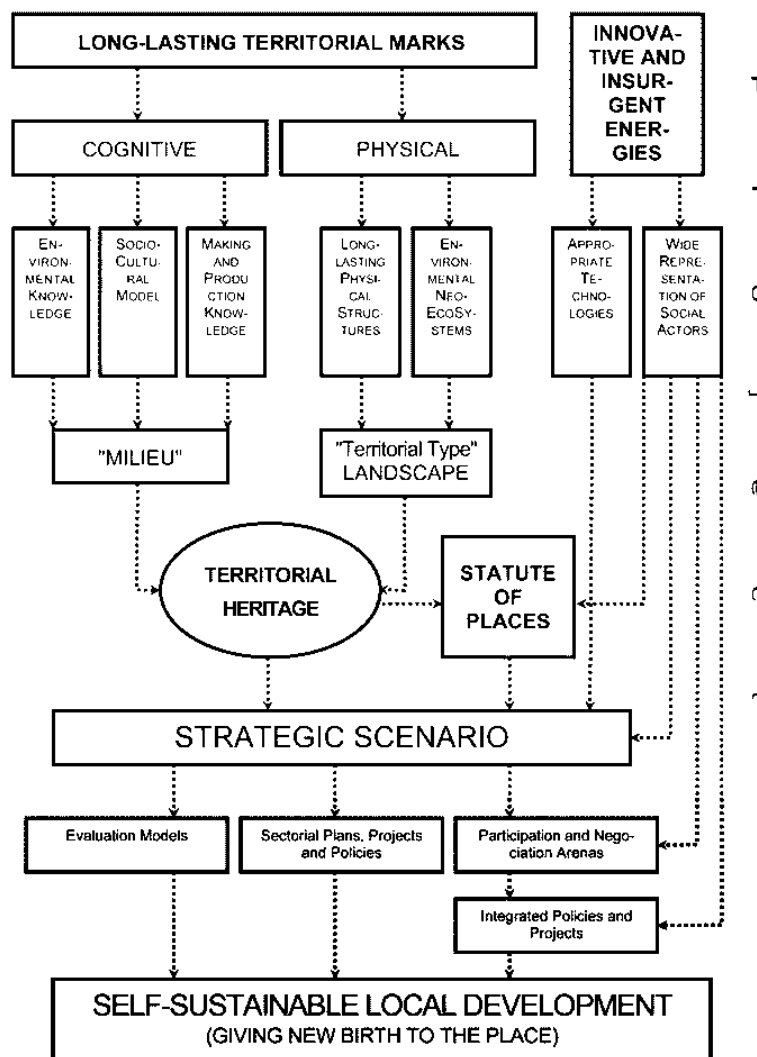 LONG-LASTING TERRITORIAL MARKS
INNOVA-
TIVE AND
INSUR-
GENT
ENER-
GIES
COGNITIVE
PHYSICAL
EN-
VIRON-
MENTAL
KNOW-
LEDGE
SOCIO-
CULTU-
RAL
MODEL
MAKING
AND
PRODU
CTION
KNOW-
LEDGE
LONG-
LASTING
PHYSI-
CAL
STRUC-
TURES
EN-
VIRON-
MENTAL
NEO-
ECOSY-
STEMS
APPRO-
PRIATE
TE-
CHNO-
LOGIES
WIDE
REPRE-
SENTA-
TION OF
SOCIAL
ACTORS
"MILIEU"
"Territorial Type"
LANDSCAPE
TERRITORIAL
HERITAGE
STATUTE
OF
PLACES
STRATEGIC SCENARIO
Evaluation Models
Sectorial Plans, Projects
and Policies
Participation and Nego-
ciation Arenas
Integrated Policies and
Projects
SELF-SUSTAINABLE LOCAL DEVELOPMENT
(GIVING NEW BIRTH TO THE PLACE)